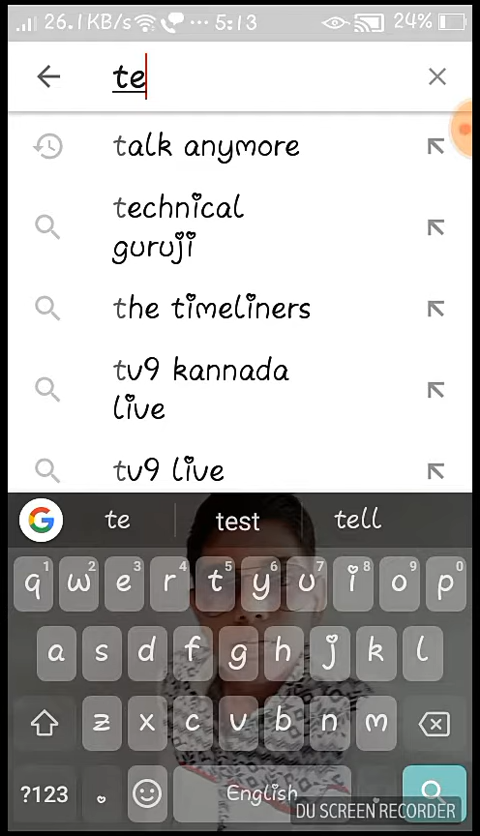 26.1KB/s ... 5:13 24%
te
talk anymore
technical
guruji
the timeliners
tv9 kannada
live
tv9 live
te test tell
1 2 3 4 5 6 7 8 9 0
q w e r t y u i o p
a s d f g h j k l
z x c v b n m
?123 . English
DU SCREEN RECORDER